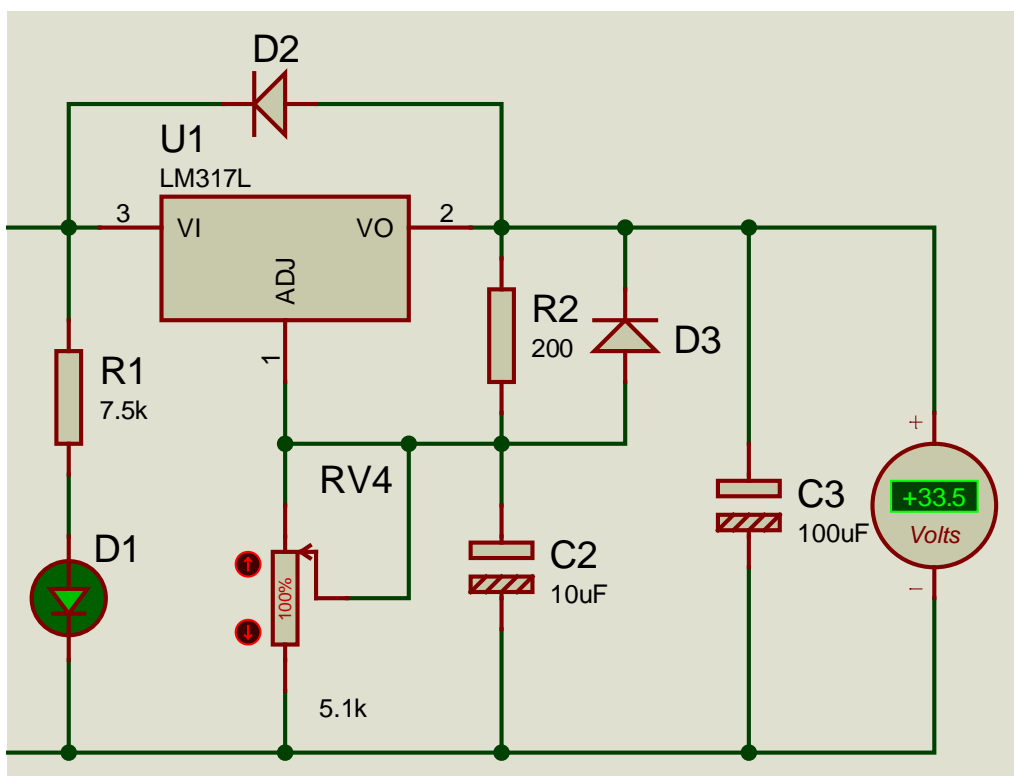 D2
U1
LM317L
3
VI
VO
2
ADJ
1
R1
7.5k
R2
200
D3
RV4
100%
5.1k
D1
C2
10uF
C3
100uF
+
+33.5
Volts
−